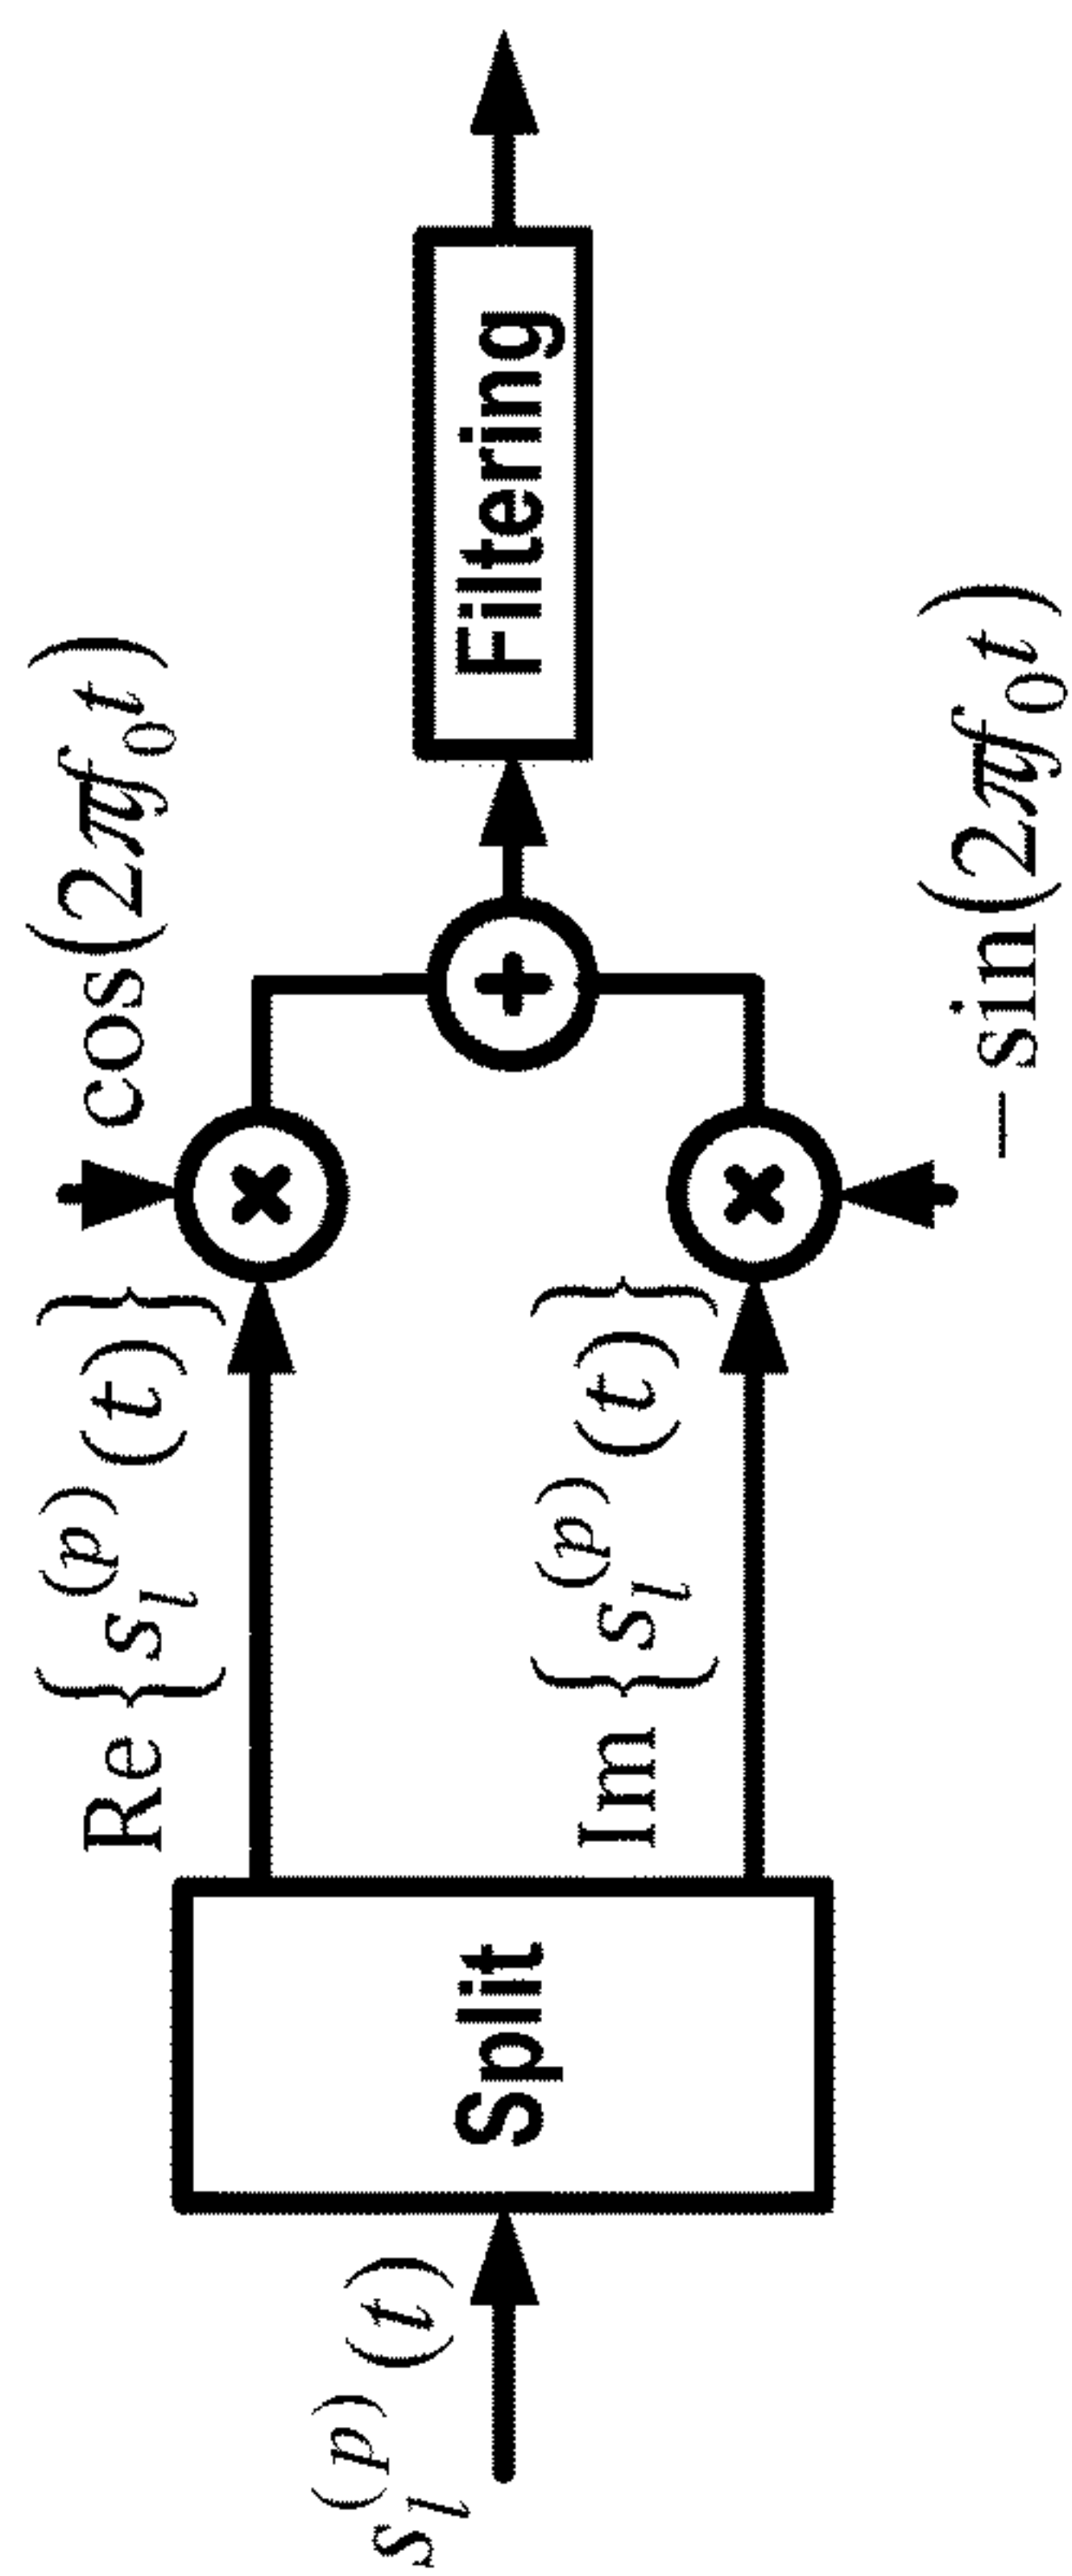 s_l^{(p)}(t)
Split
Re{s_l^{(p)}(t)}
Im{s_l^{(p)}(t)}
cos(2πf_0t)
−sin(2πf_0t)
Filtering